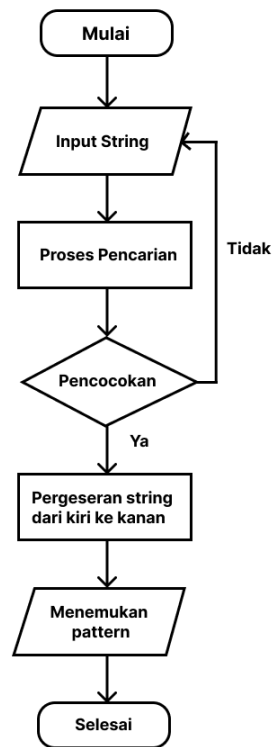 Mulai
Input String
Proses Pencarian
Tidak
Pencocokan
Ya
Pergeseran string
dari kiri ke kanan
Menemukan
pattern
Selesai